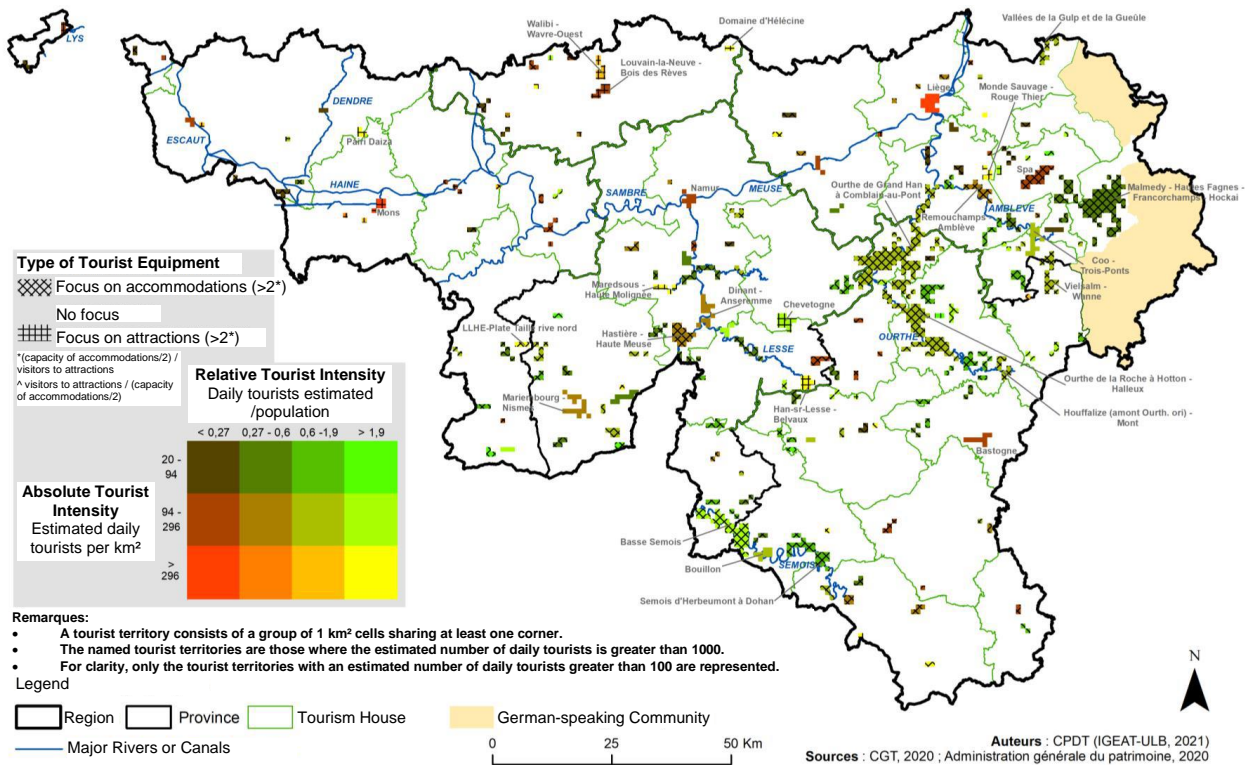 Walibi -
Wavre-Ouest
Domaine d'Hélécine
Vallées de la Gulp et de la Gueûle
LYS
Louvain-la-Neuve -
Bois des Rèves
Liège
Monde Sauvage -
Rouge Thier
DENDRE
ESCAUT
Pairi Daiza
HAINE
Mons
SAMBRE
Namur
MEUSE
Ourthe de Grand Han
à Comblain-au-Pont
Spa
Malmedy - Hautes Fagnes -
Francorchamps - Hockai
AMBLEVE
Remouchamps
Amblève
Coo -
Trois-Ponts
Vielsalm -
Wanne
Maredsous -
Haute Molignée
Dinant -
Anseremme
Chevetogne
LLHE-Plate Taille rive nord
Hastière -
Haute Meuse
LESSE
OURTHE
Ourthe de la Roche à Hotton -
Halleux
Mariembourg -
Nismes
Han-sr-Lesse -
Belvaux
Houffalize (amont Ourth. ori) -
Mont
Bastogne
Basse Semois
Bouillon
SEMOIS
Semois d'Herbeumont à Dohan
Type of Tourist Equipment
Focus on accommodations (>2*)
No focus
Focus on attractions (>2*)
*(capacity of accommodations/2) /
visitors to attractions
^ visitors to attractions / (capacity
of accommodations/2)
Relative Tourist Intensity
Daily tourists estimated
/population
< 0,27 0,27 - 0,6 0,6 -1,9 > 1,9
20 -
94
Absolute Tourist
Intensity
Estimated daily
tourists per km²
94 -
296
>
296
Remarques:
• A tourist territory consists of a group of 1 km² cells sharing at least one corner.
• The named tourist territories are those where the estimated number of daily tourists is greater than 1000.
• For clarity, only the tourist territories with an estimated number of daily tourists greater than 100 are represented.
Legend
Region Province Tourism House German-speaking Community
Major Rivers or Canals
0 25 50 Km
N
Auteurs : CPDT (IGEAT-ULB, 2021)
Sources : CGT, 2020 ; Administration générale du patrimoine, 2020